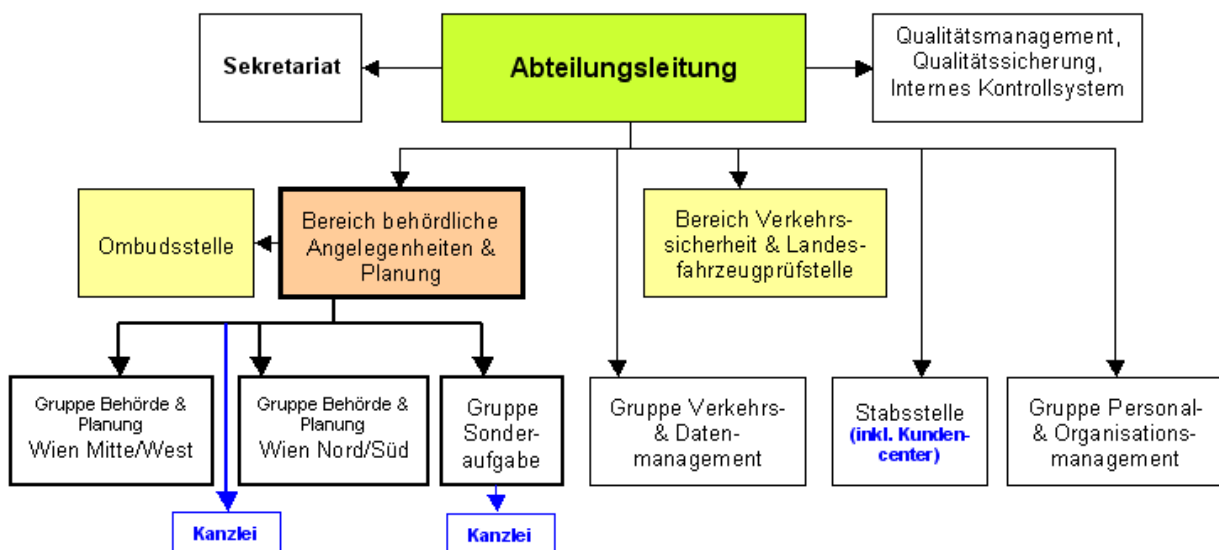 Sekretariat
Abteilungsleitung
Qualitätsmanagement,
Qualitätssicherung,
Internes Kontrollsystem
Ombudsstelle
Bereich behördliche
Angelegenheiten &
Planung
Bereich Verkehrs-
sicherheit & Landes-
fahrzeugprüfstelle
Gruppe Behörde &
Planung
Wien Mitte/West
Gruppe Behörde &
Planung
Wien Nord/Süd
Gruppe
Sonder-
aufgabe
Gruppe Verkehrs-
& Daten-
management
Stabsstelle
(inkl. Kunden-
center)
Gruppe Personal-
& Organisations-
management
Kanzlei
Kanzlei